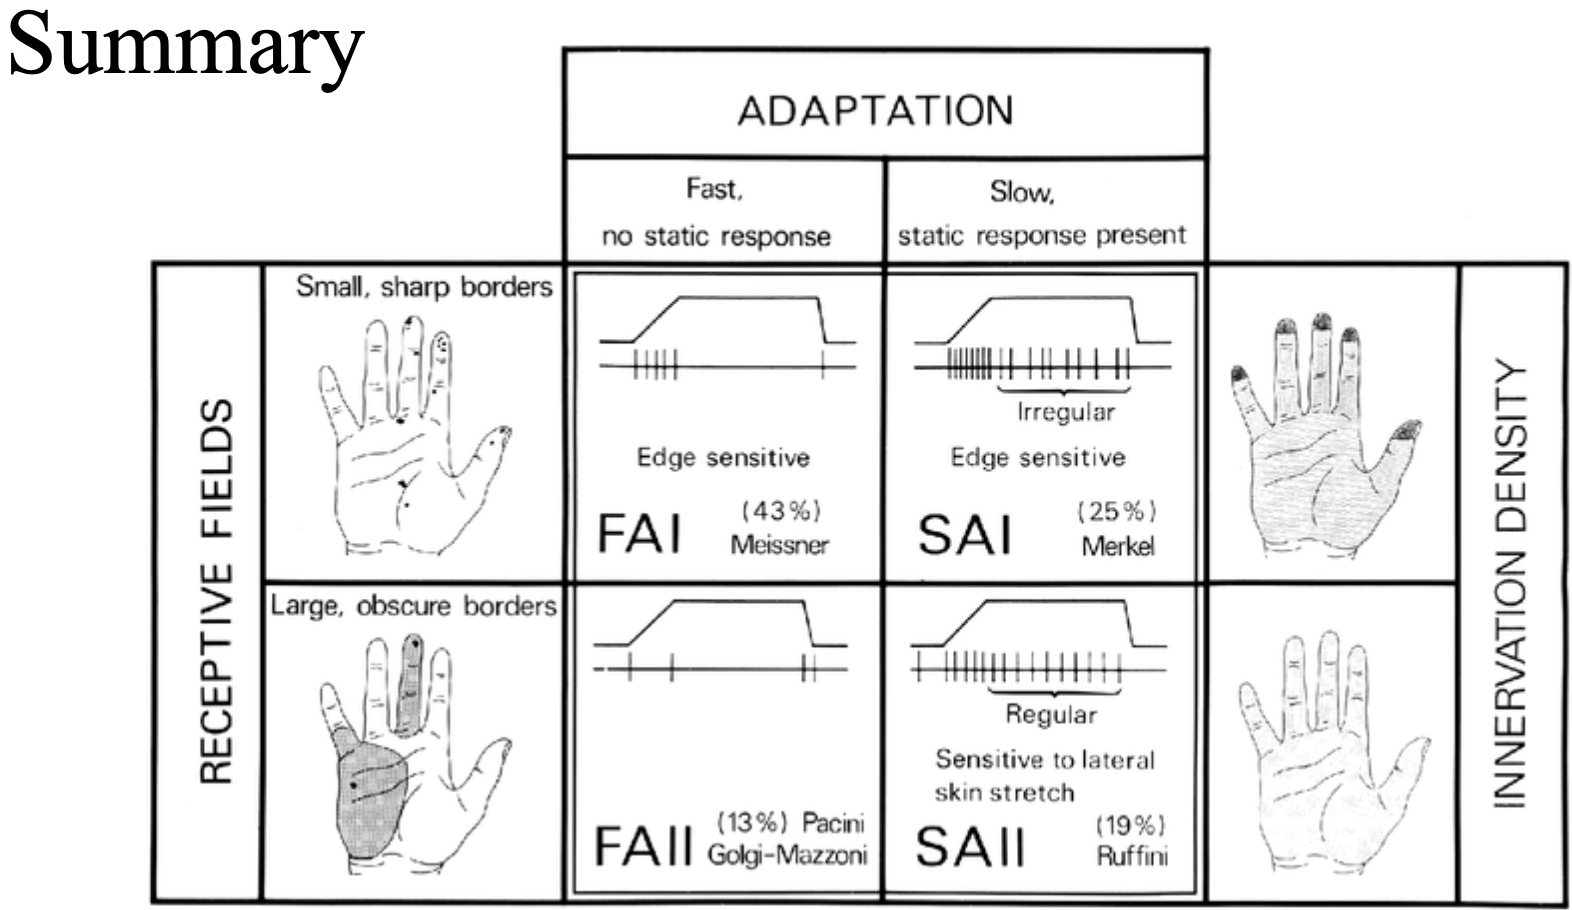 Summary
ADAPTATION
Fast,
no static response
Slow,
static response present
RECEPTIVE FIELDS
Small, sharp borders
Edge sensitive
FAI
(43%)
Meissner
Irregular
Edge sensitive
SAI
(25%)
Merkel
INNERVATION DENSITY
Large, obscure borders
FAII
(13%) Pacini
Golgi-Mazzoni
Regular
Sensitive to lateral
skin stretch
SAII
(19%)
Ruffini